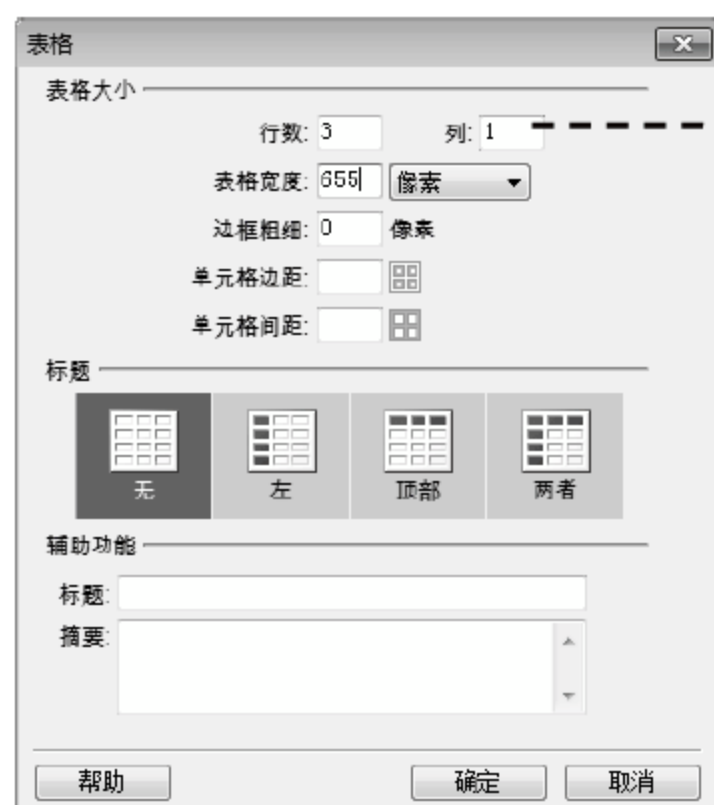 表格
表格大小
行数: 3 列: 1
表格宽度: 655 像素
边框粗细: 0 像素
单元格边距:
单元格间距:
标题
无 左 顶部 两者
辅助功能
标题:
摘要:
帮助 确定 取消